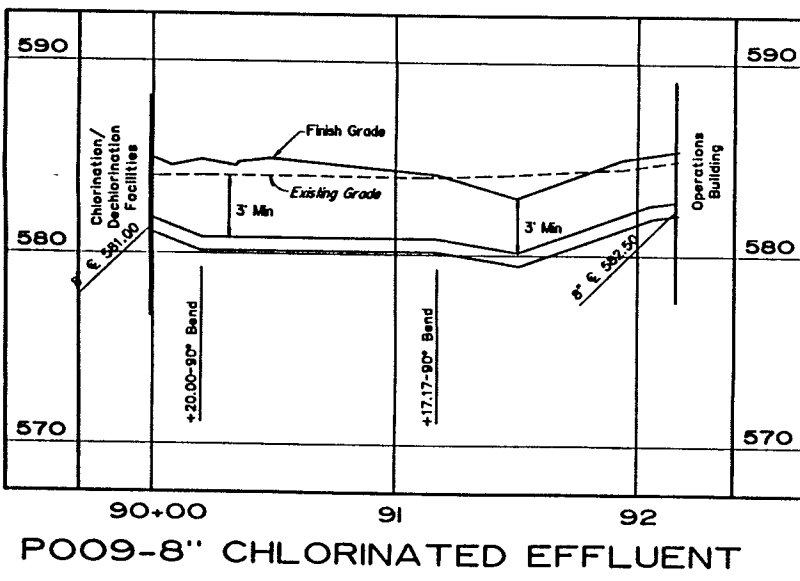 590
590
Chlorination/
Dechlorination
Facilities
Finish Grade
Existing Grade
3' Min
3' Min
Operations
Building
580
580
8" ℄ 581.00
8" ℄ 582.50
+20.00-90° Bend
+17.17-90° Bend
570
570
90+00
91
92
P009-8" CHLORINATED EFFLUENT